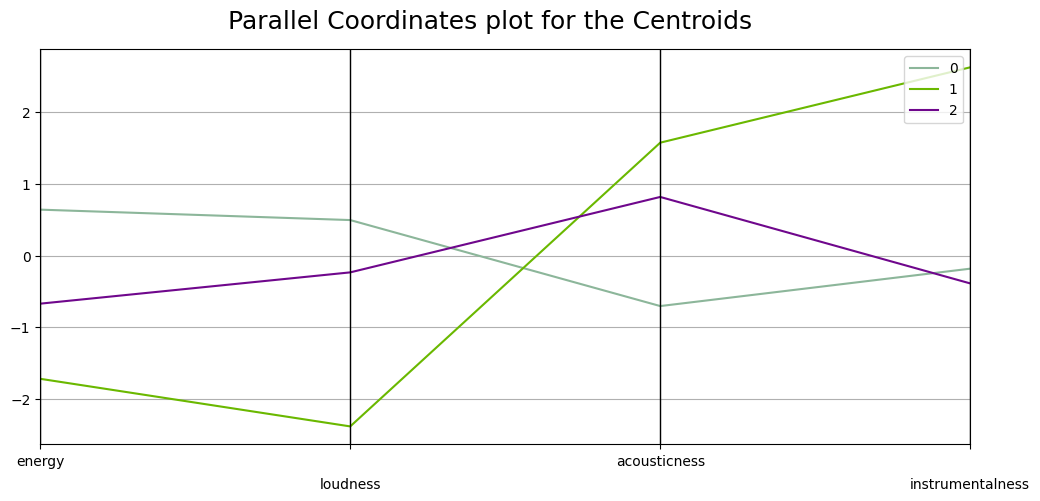 Parallel Coordinates plot for the Centroids
0
1
2
2
1
0
−1
−2
energy
loudness
acousticness
instrumentalness